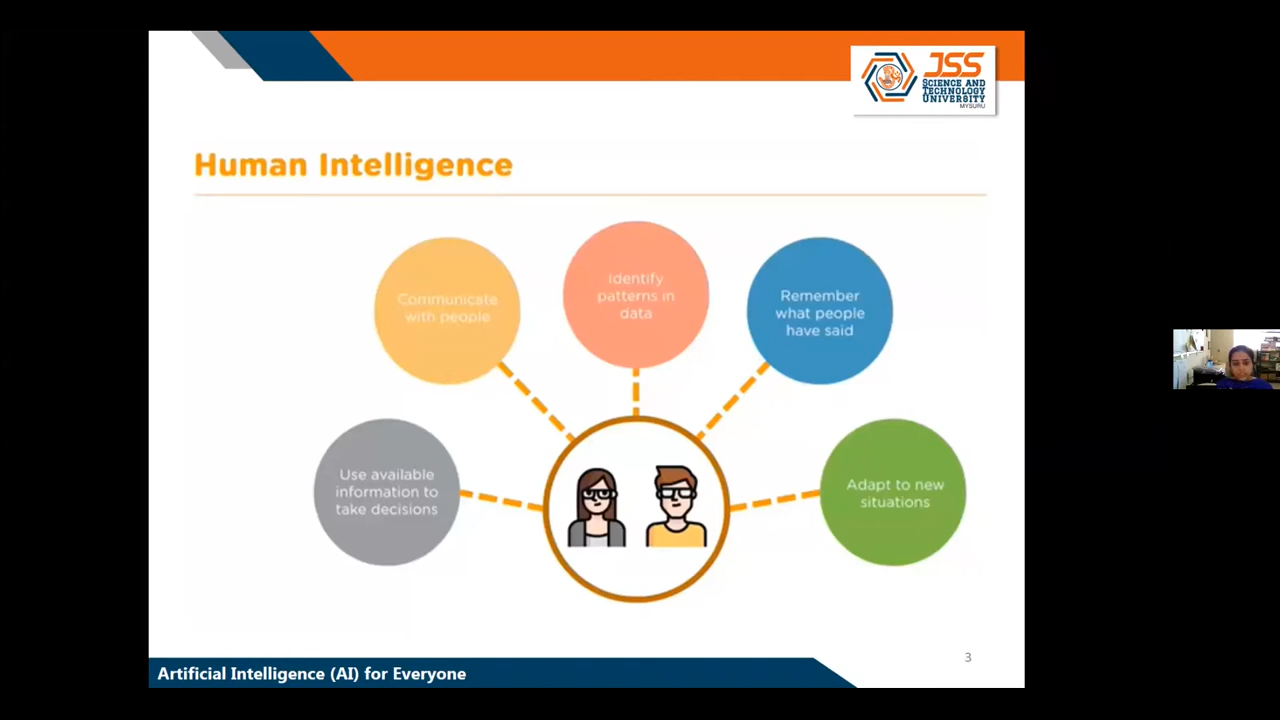 JSS
SCIENCE AND
TECHNOLOGY
UNIVERSITY
MYSURU
Human Intelligence
Communicate
with people
Identify
patterns in
data
Remember
what people
have said
Use available
information to
take decisions
Adapt to new
situations
3
Artificial Intelligence (AI) for Everyone